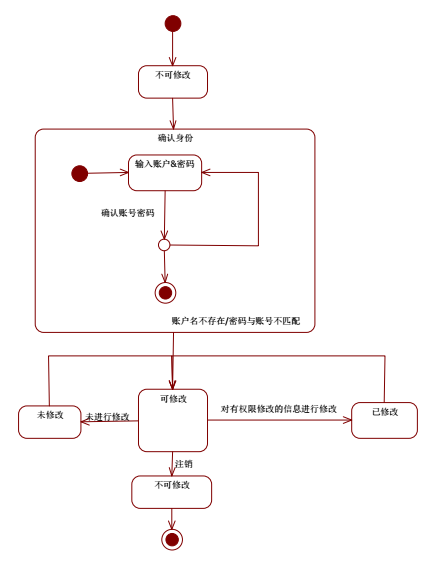 不可修改
确认身份
输入账户&密码
确认账号密码
账户名不存在/密码与账号不匹配
可修改
未修改
未进行修改
对有权限修改的信息进行修改
已修改
注销
不可修改